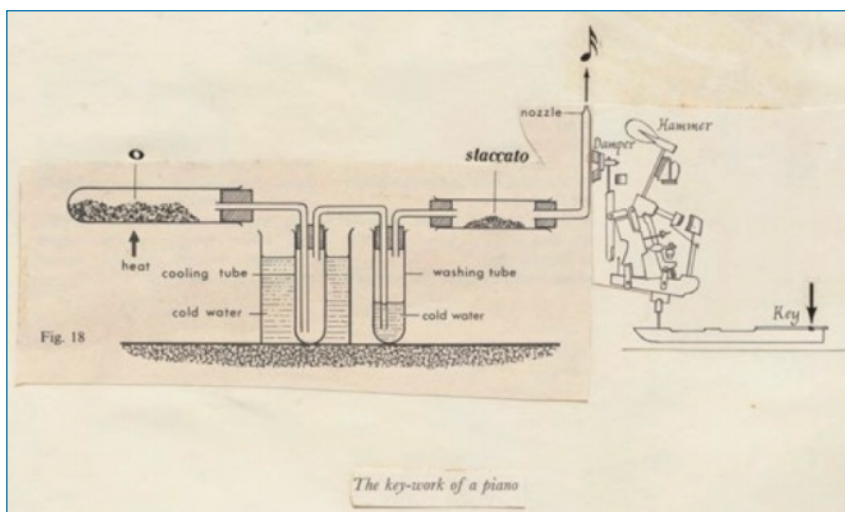 nozzle
Hammer
Damper
staccato
heat
cooling tube
washing tube
cold water
cold water
Key
Fig. 18
The key-work of a piano